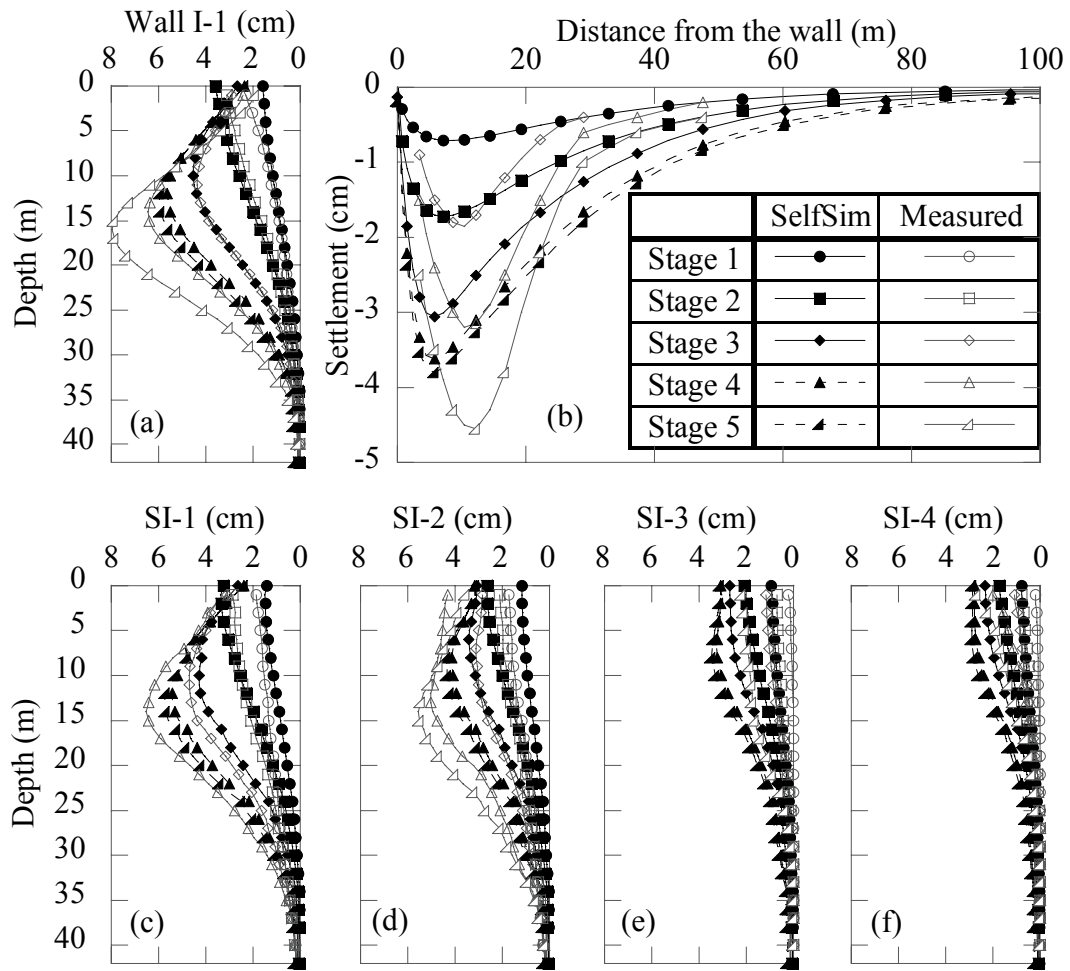 Wall I-1 (cm)
8 6 4 2 0
Depth (m)
0
5
10
15
20
25
30
35
40
(a)
Distance from the wall (m)
0 20 40 60 80 100
Settlement (cm)
0
-1
-2
-3
-4
-5
(b)
SelfSim Measured
Stage 1
Stage 2
Stage 3
Stage 4
Stage 5
SI-1 (cm)
8 6 4 2 0
Depth (m)
0
5
10
15
20
25
30
35
40
(c)
SI-2 (cm)
8 6 4 2 0
(d)
SI-3 (cm)
8 6 4 2 0
(e)
SI-4 (cm)
8 6 4 2 0
(f)